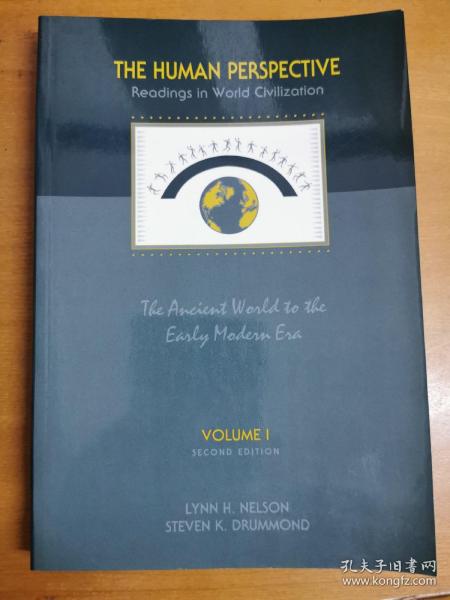 THE HUMAN PERSPECTIVE
Readings in World Civilization
The Ancient World to the
Early Modern Era
VOLUME I
SECOND EDITION
LYNN H. NELSON
STEVEN K. DRUMMOND
孔夫子旧书网
www.kongfz.com